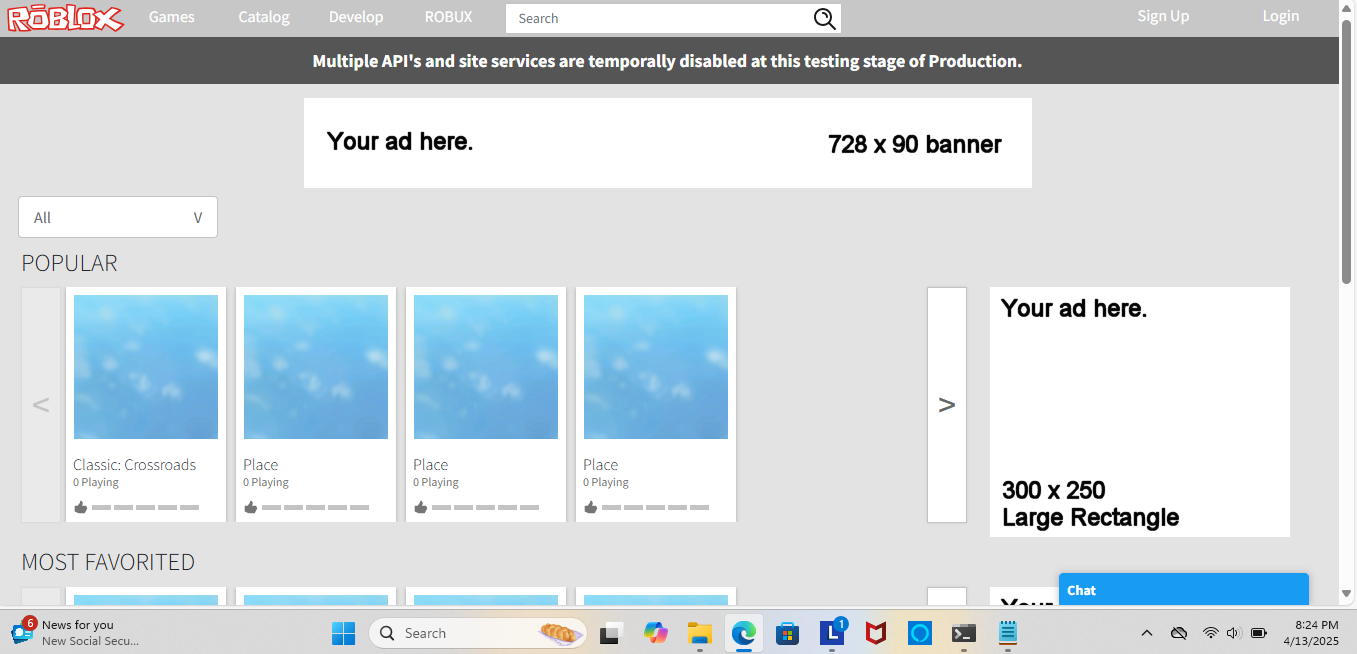 ROBLOX Games Catalog Develop ROBUX Search Sign Up Login
Multiple API's and site services are temporally disabled at this testing stage of Production.
Your ad here. 728 x 90 banner
All V
POPULAR
< >
Your ad here.
300 x 250
Large Rectangle
Classic: Crossroads
0 Playing
Place
0 Playing
Place
0 Playing
Place
0 Playing
MOST FAVORITED
Your
Chat
6
News for you
New Social Secu...
Search
L 1
8:24 PM
4/13/2025